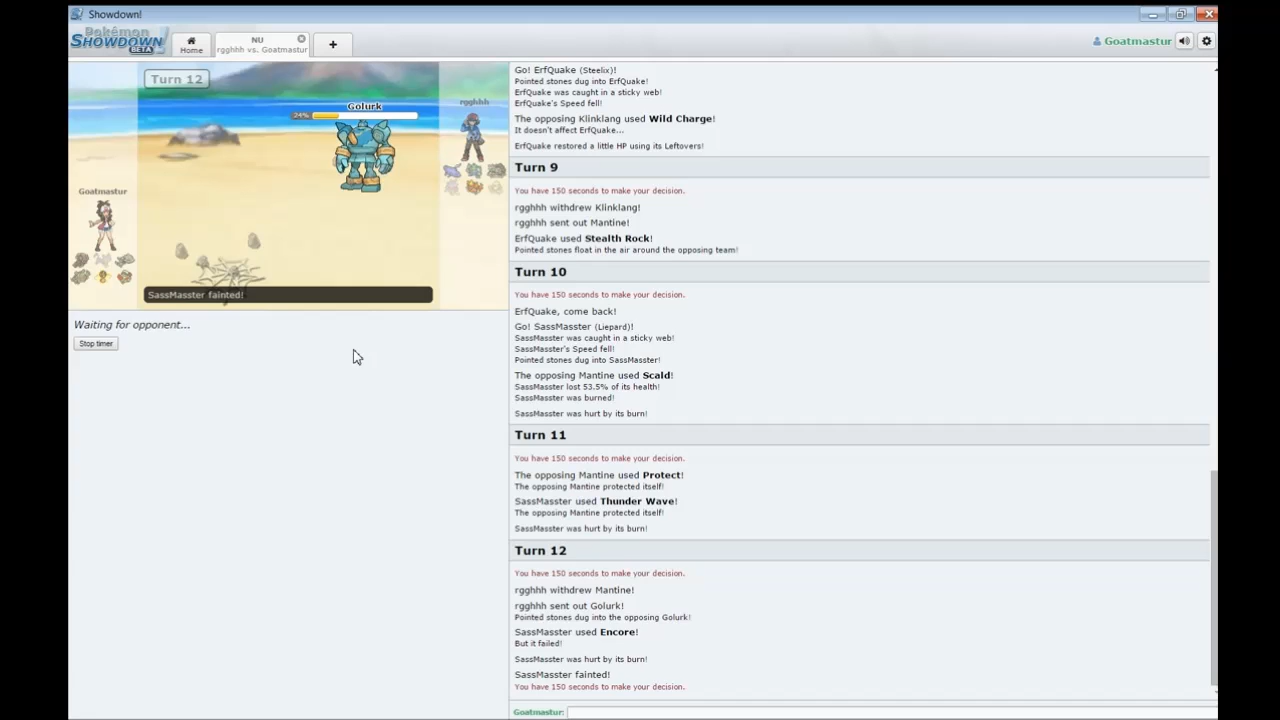 Showdown!
Pokémon
SHOWDOWN
BETA
Home
NU
rgghhh vs. Goatmastur
+
Goatmastur
Turn 12
Golurk
24%
rgghhh
Goatmastur
SassMasster fainted!
Waiting for opponent...
Stop timer
Go! ErfQuake (Steelix)!
Pointed stones dug into ErfQuake!
ErfQuake was caught in a sticky web!
ErfQuake's Speed fell!
The opposing Klinklang used Wild Charge!
It doesn't affect ErfQuake...
ErfQuake restored a little HP using its Leftovers!
Turn 9
You have 150 seconds to make your decision.
rgghhh withdrew Klinklang!
rgghhh sent out Mantine!
ErfQuake used Stealth Rock!
Pointed stones float in the air around the opposing team!
Turn 10
You have 150 seconds to make your decision.
ErfQuake, come back!
Go! SassMasster (Liepard)!
SassMasster was caught in a sticky web!
SassMasster's Speed fell!
Pointed stones dug into SassMasster!
The opposing Mantine used Scald!
SassMasster lost 53.5% of its health!
SassMasster was burned!
SassMasster was hurt by its burn!
Turn 11
You have 150 seconds to make your decision.
The opposing Mantine used Protect!
The opposing Mantine protected itself!
SassMasster used Thunder Wave!
The opposing Mantine protected itself!
SassMasster was hurt by its burn!
Turn 12
You have 150 seconds to make your decision.
rgghhh withdrew Mantine!
rgghhh sent out Golurk!
Pointed stones dug into the opposing Golurk!
SassMasster used Encore!
But it failed!
SassMasster was hurt by its burn!
SassMasster fainted!
You have 150 seconds to make your decision.
Goatmastur: